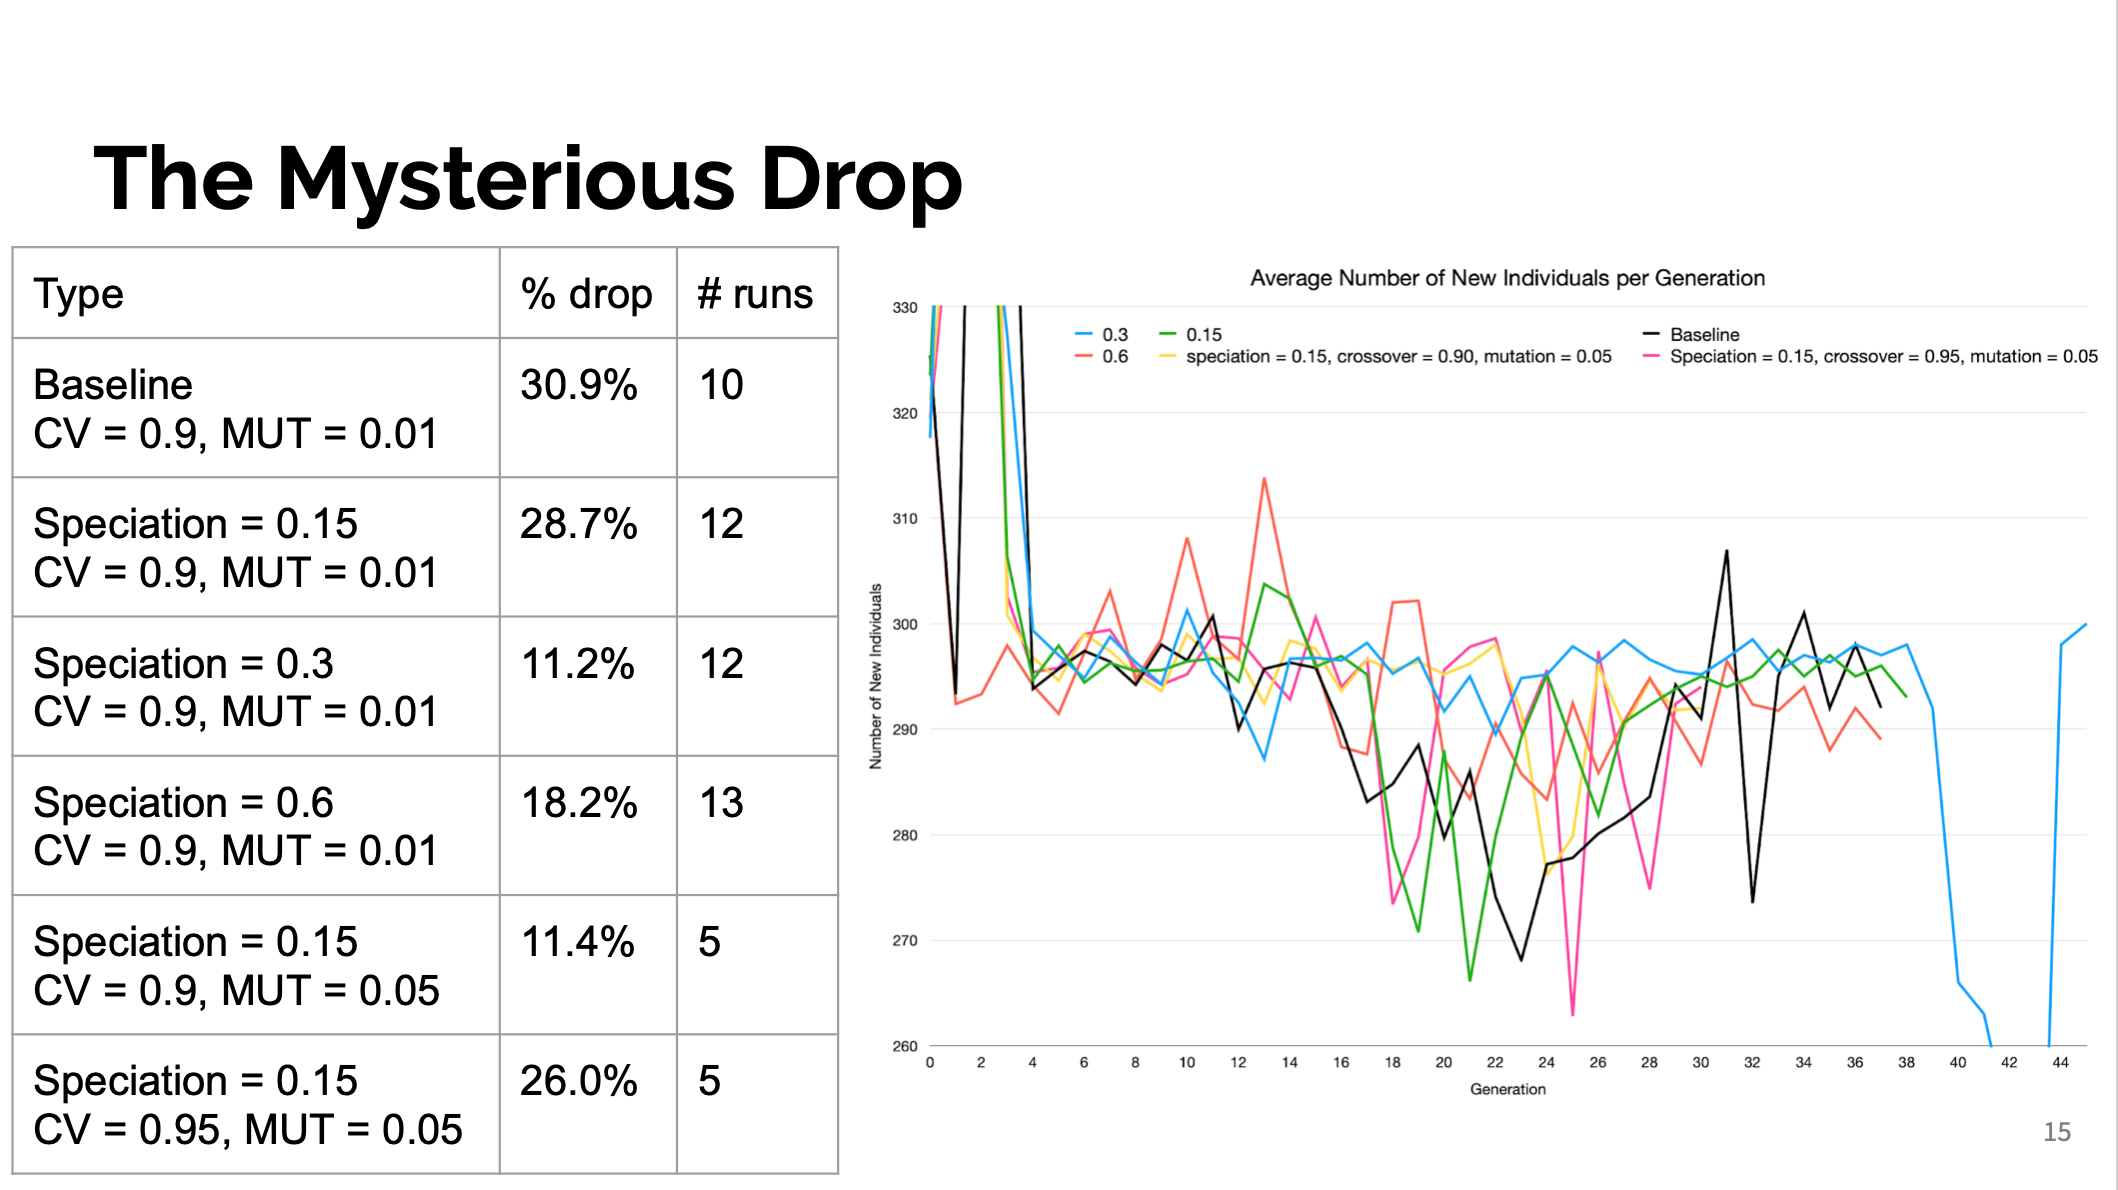 The Mysterious Drop
Type % drop # runs
Baseline 30.9% 10
CV = 0.9, MUT = 0.01
Speciation = 0.15 28.7% 12
CV = 0.9, MUT = 0.01
Speciation = 0.3 11.2% 12
CV = 0.9, MUT = 0.01
Speciation = 0.6 18.2% 13
CV = 0.9, MUT = 0.01
Speciation = 0.15 11.4% 5
CV = 0.9, MUT = 0.05
Speciation = 0.15 26.0% 5
CV = 0.95, MUT = 0.05
Average Number of New Individuals per Generation
0.3 0.15 Baseline
0.6 speciation = 0.15, crossover = 0.90, mutation = 0.05 Speciation = 0.15, crossover = 0.95, mutation = 0.05
Number of New Individuals
330
320
310
300
290
280
270
260
0 2 4 6 8 10 12 14 16 18 20 22 24 26 28 30 32 34 36 38 40 42 44
Generation
15